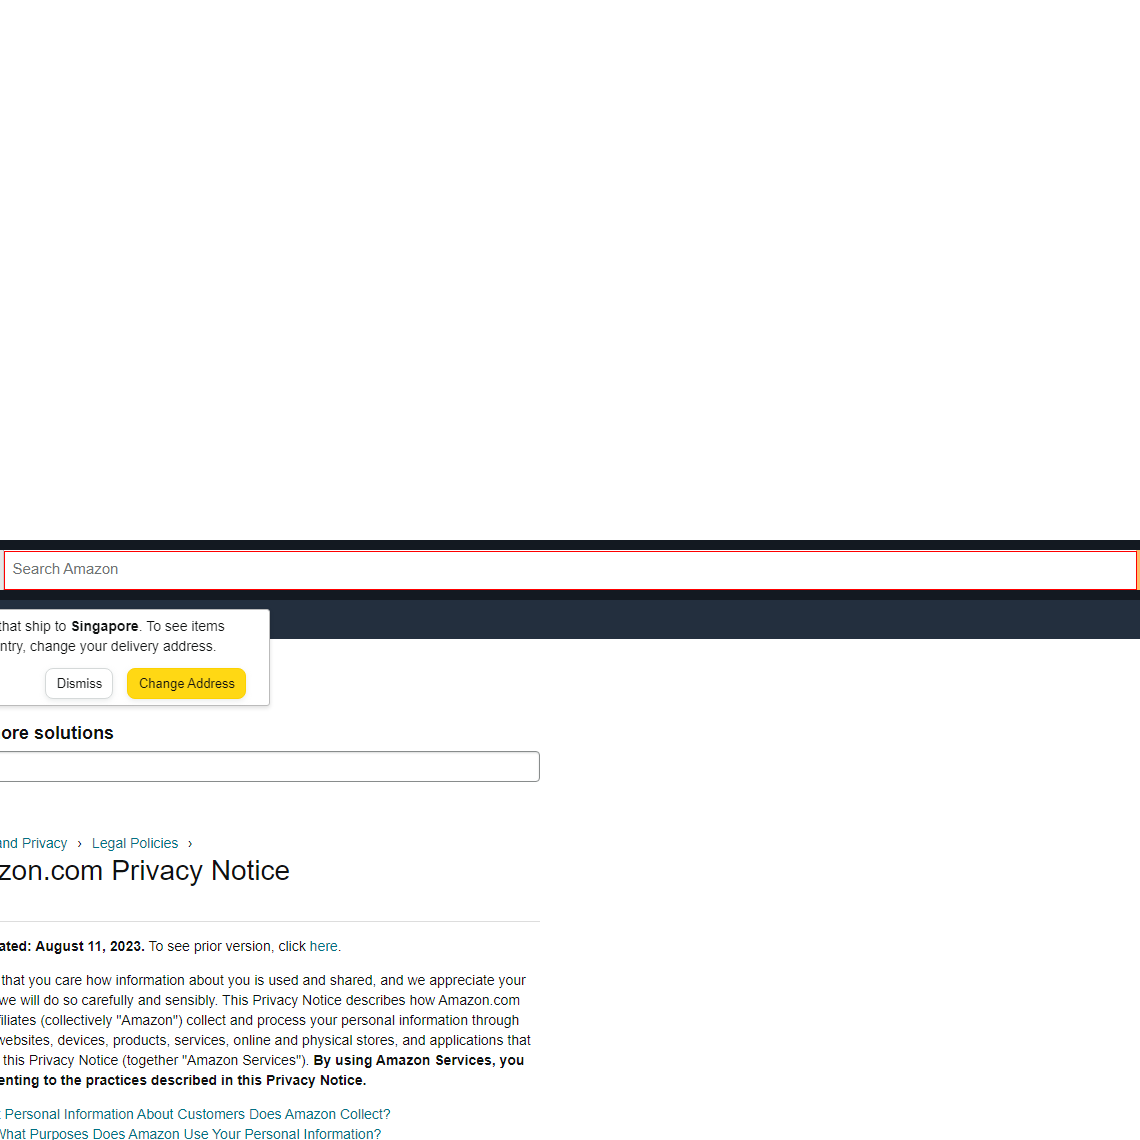 Search Amazon
that ship to Singapore. To see items
ntry, change your delivery address.
Dismiss Change Address
ore solutions
and Privacy › Legal Policies ›
zon.com Privacy Notice
ated: August 11, 2023. To see prior version, click here.
that you care how information about you is used and shared, and we appreciate your
we will do so carefully and sensibly. This Privacy Notice describes how Amazon.com
filiates (collectively "Amazon") collect and process your personal information through
websites, devices, products, services, online and physical stores, and applications that
this Privacy Notice (together "Amazon Services"). By using Amazon Services, you
enting to the practices described in this Privacy Notice.
Personal Information About Customers Does Amazon Collect?
What Purposes Does Amazon Use Your Personal Information?